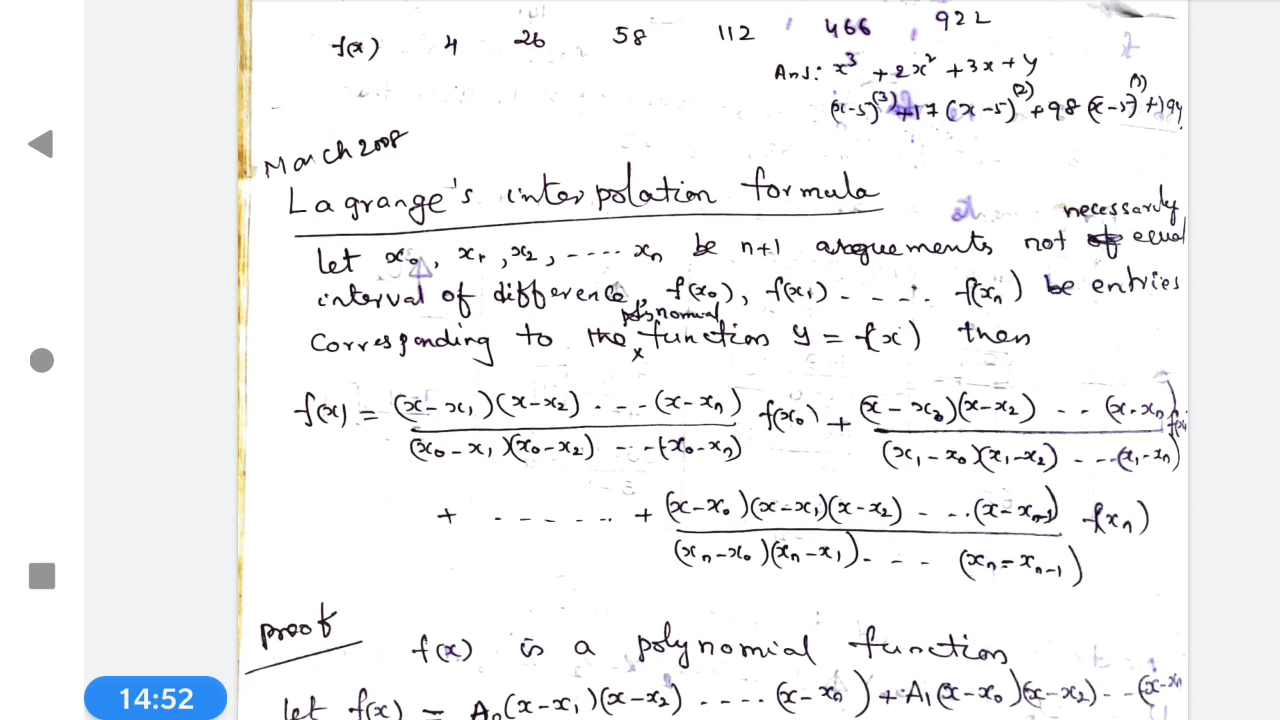 f(x) 4 26 58 112 466 922
Ans: x³ + 2x² + 3x + 4
(x-5)⁽³⁾ + 17 (x-5)⁽²⁾ + 98 (x-5)⁽¹⁾ + 194
March 2008
Lagrange's interpolation formula
necessarily
Let x₀, x₁, x₂, ..... xₙ be n+1 arguements not equal
interval of difference, f(x₀), f(x₁) - - - - f(xₙ) be entries
polynomial
corresponding to the function y = f(x) then
f(x) = (x-x₁)(x-x₂) . . . . (x-xₙ) / (x₀-x₁)(x₀-x₂) - - - (x₀-xₙ) f(x₀) + (x-x₀)(x-x₂) - - - (x-xₙ) / (x₁-x₀)(x₁-x₂) - - - (x₁-xₙ) f(x₁)
+ . - - - - - .. + (x-x₀)(x-x₁)(x-x₂) - - - (x-xₙ₋₁) / (xₙ-x₀)(xₙ-x₁) - - - - (xₙ-xₙ₋₁) f(xₙ)
proof
f(x) is a polynomial function
let f(x) = A₀(x-x₁)(x-x₂) - - . . . . (x-xₙ) + A₁(x-x₀)(x-x₂) - - - (x-xₙ)
14:52